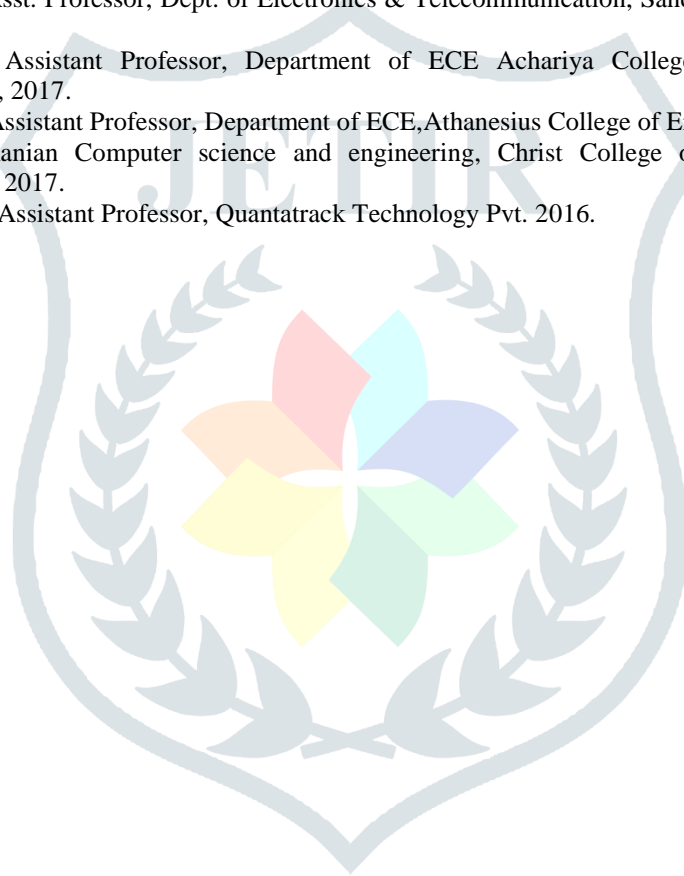 Asst. Professor, Dept. of Electronics & Telecommunication,
Assistant Professor, Department of ECE Achariya College
, 2017.
Assistant Professor, Department of ECE,Athanesius College of
Computer science and engineering, Christ College
2017.
Assistant Professor, Quantatrack Technology Pvt. 2016.
JETIR